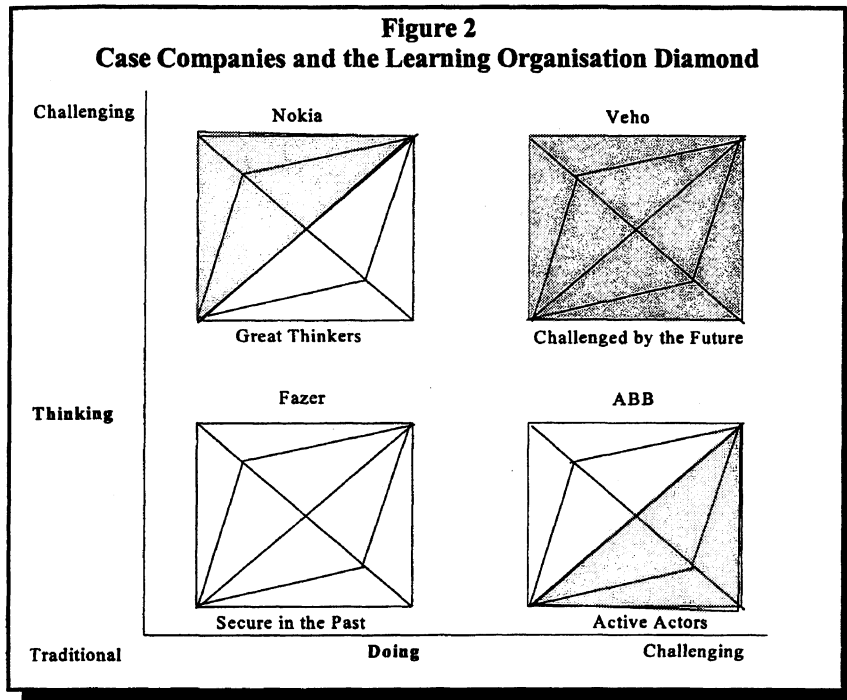 Figure 2
Case Companies and the Learning Organisation Diamond
Challenging
Nokia
Veho
Great Thinkers
Challenged by the Future
Thinking
Fazer
ABB
Secure in the Past
Active Actors
Traditional
Doing
Challenging